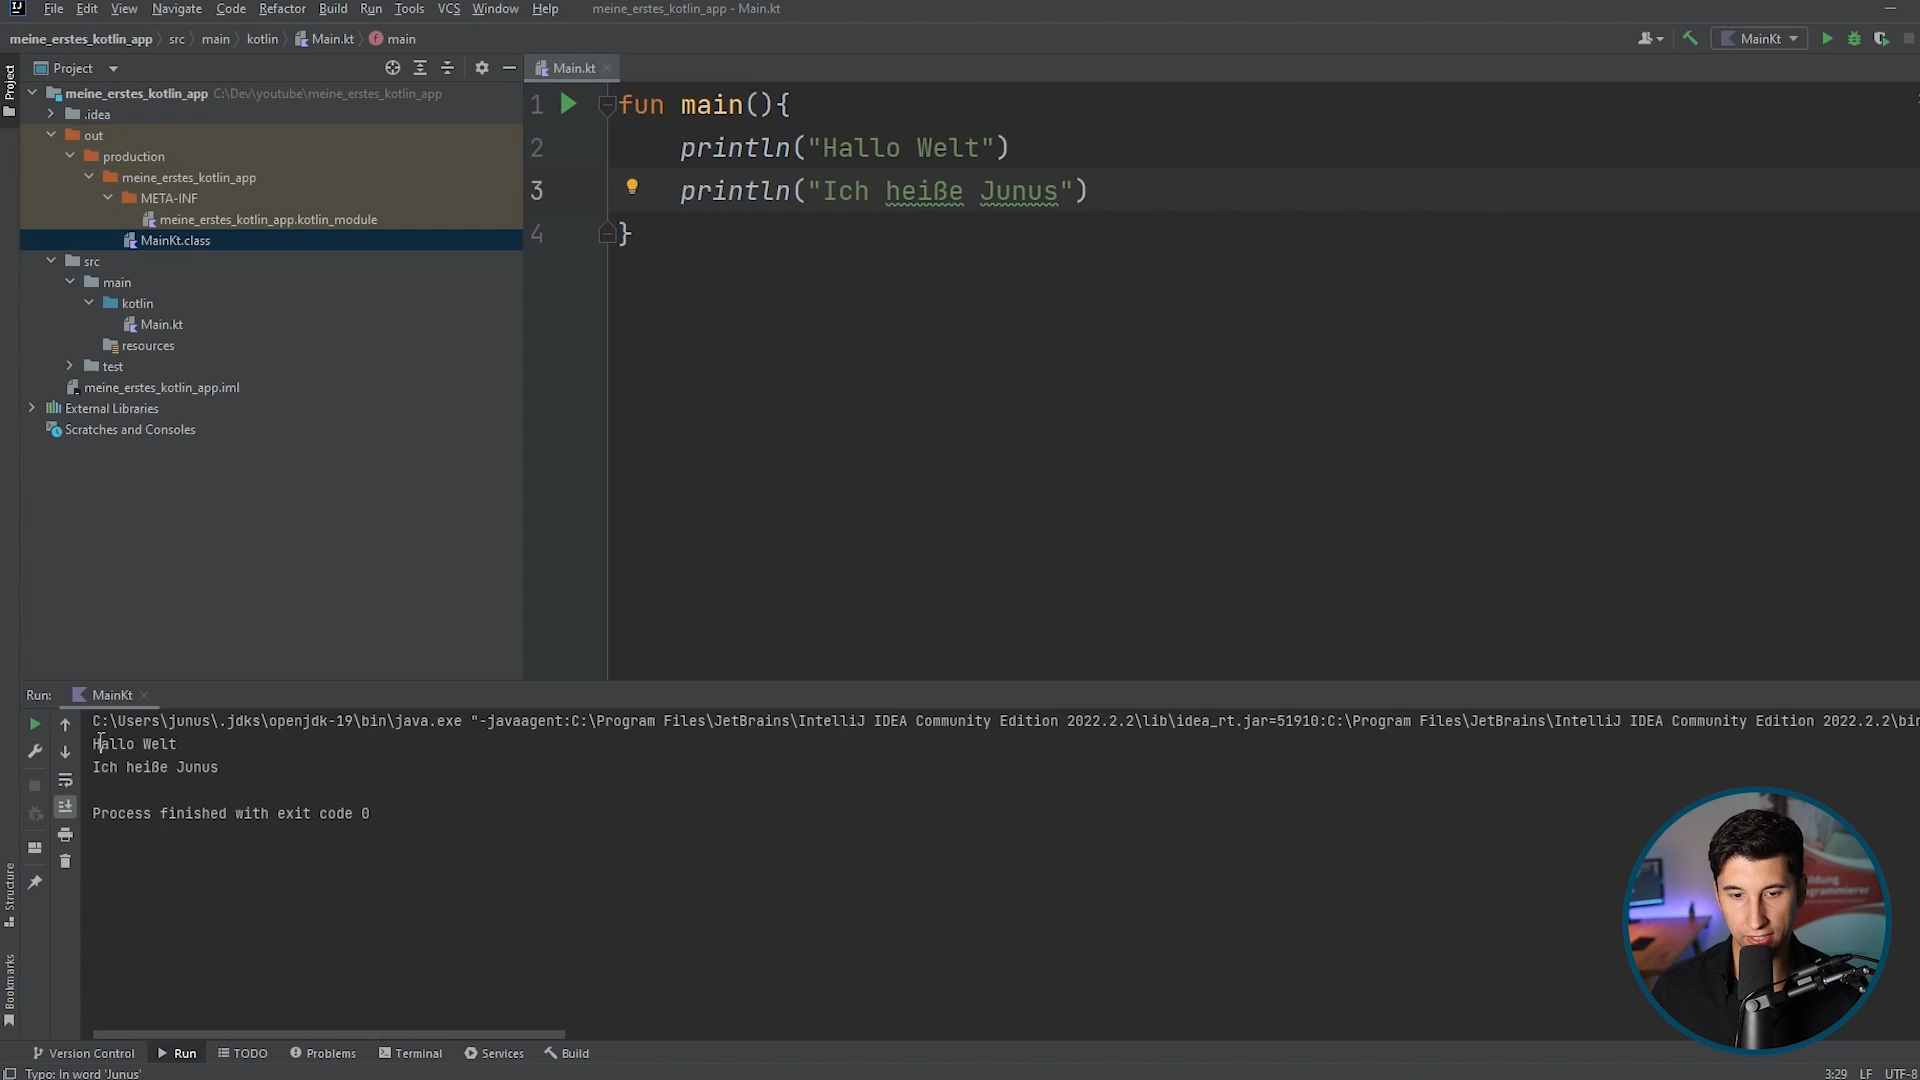 File Edit View Navigate Code Refactor Build Run Tools VCS Window Help meine_erstes_kotlin_app - Main.kt
meine_erstes_kotlin_app src main kotlin Main.kt main
MainKt
Project
Project
Main.kt
meine_erstes_kotlin_app C:\Dev\youtube\meine_erstes_kotlin_app
.idea
out
production
meine_erstes_kotlin_app
META-INF
meine_erstes_kotlin_app.kotlin_module
MainKt.class
src
main
kotlin
Main.kt
resources
test
meine_erstes_kotlin_app.iml
External Libraries
Scratches and Consoles
1 fun main(){
2 println("Hallo Welt")
3 println("Ich heiße Junus")
4 }
Run: MainKt
C:\Users\junus\.jdks\openjdk-19\bin\java.exe "-javaagent:C:\Program Files\JetBrains\IntelliJ IDEA Community Edition 2022.2.2\lib\idea_rt.jar=51910:C:\Program Files\JetBrains\IntelliJ IDEA Community Edition 2022.2.2\bin
Hallo Welt
Ich heiße Junus
Process finished with exit code 0
Structure
Bookmarks
Version Control Run TODO Problems Terminal Services Build
Typo: In word 'Junus' 3:29 LF UTF-8